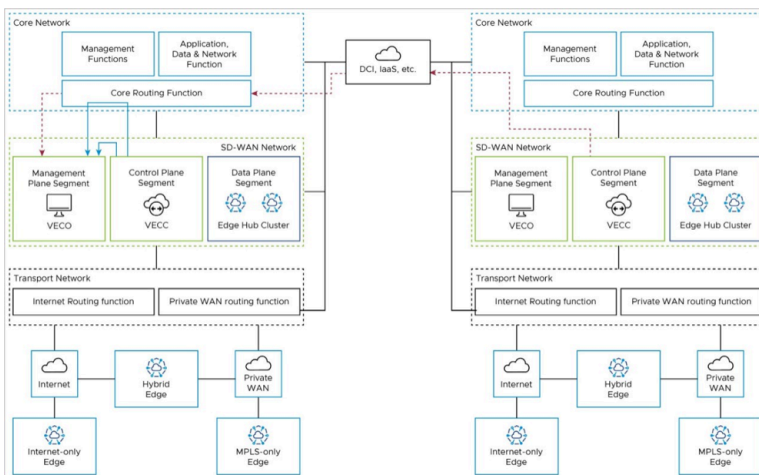 Core Network
Management
Functions
Application,
Data & Network
Function
Core Routing Function
DCI, IaaS, etc.
Core Network
Management
Functions
Application,
Data & Network
Function
Core Routing Function
SD-WAN Network
Management
Plane Segment
VECO
Control Plane
Segment
VECC
Data Plane
Segment
Edge Hub Cluster
SD-WAN Network
Management
Plane Segment
VECO
Control Plane
Segment
VECC
Data Plane
Segment
Edge Hub Cluster
Transport Network
Internet Routing function
Private WAN routing function
Transport Network
Internet Routing function
Private WAN routing function
Internet
Hybrid
Edge
Private
WAN
Internet-only
Edge
MPLS-only
Edge
Internet
Hybrid
Edge
Private
WAN
Internet-only
Edge
MPLS-only
Edge